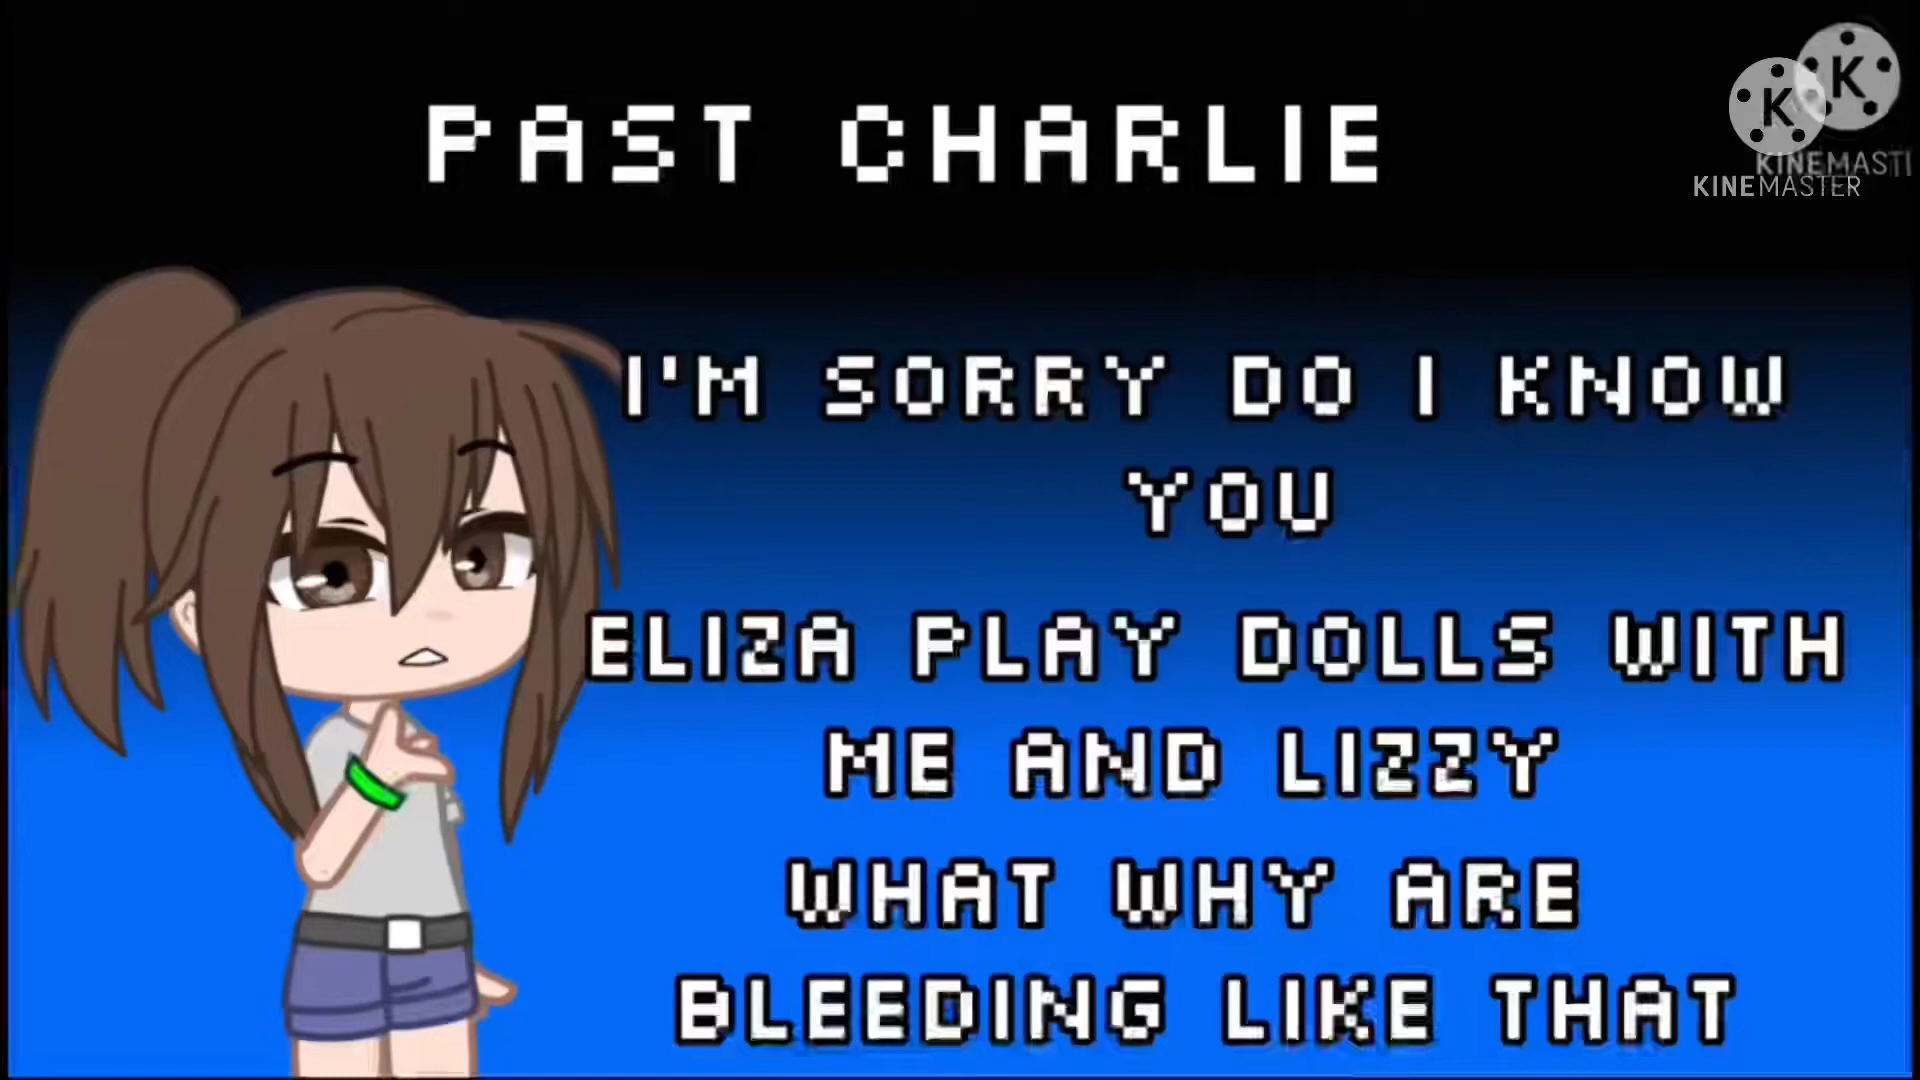 PAST CHARLIE
K
K
KINEMASTI
KINEMASTER
I'M SORRY DO I KNOW
YOU
ELIZA PLAY DOLLS WITH
ME AND LIZZY
WHAT WHY ARE
BLEEDING LIKE THAT